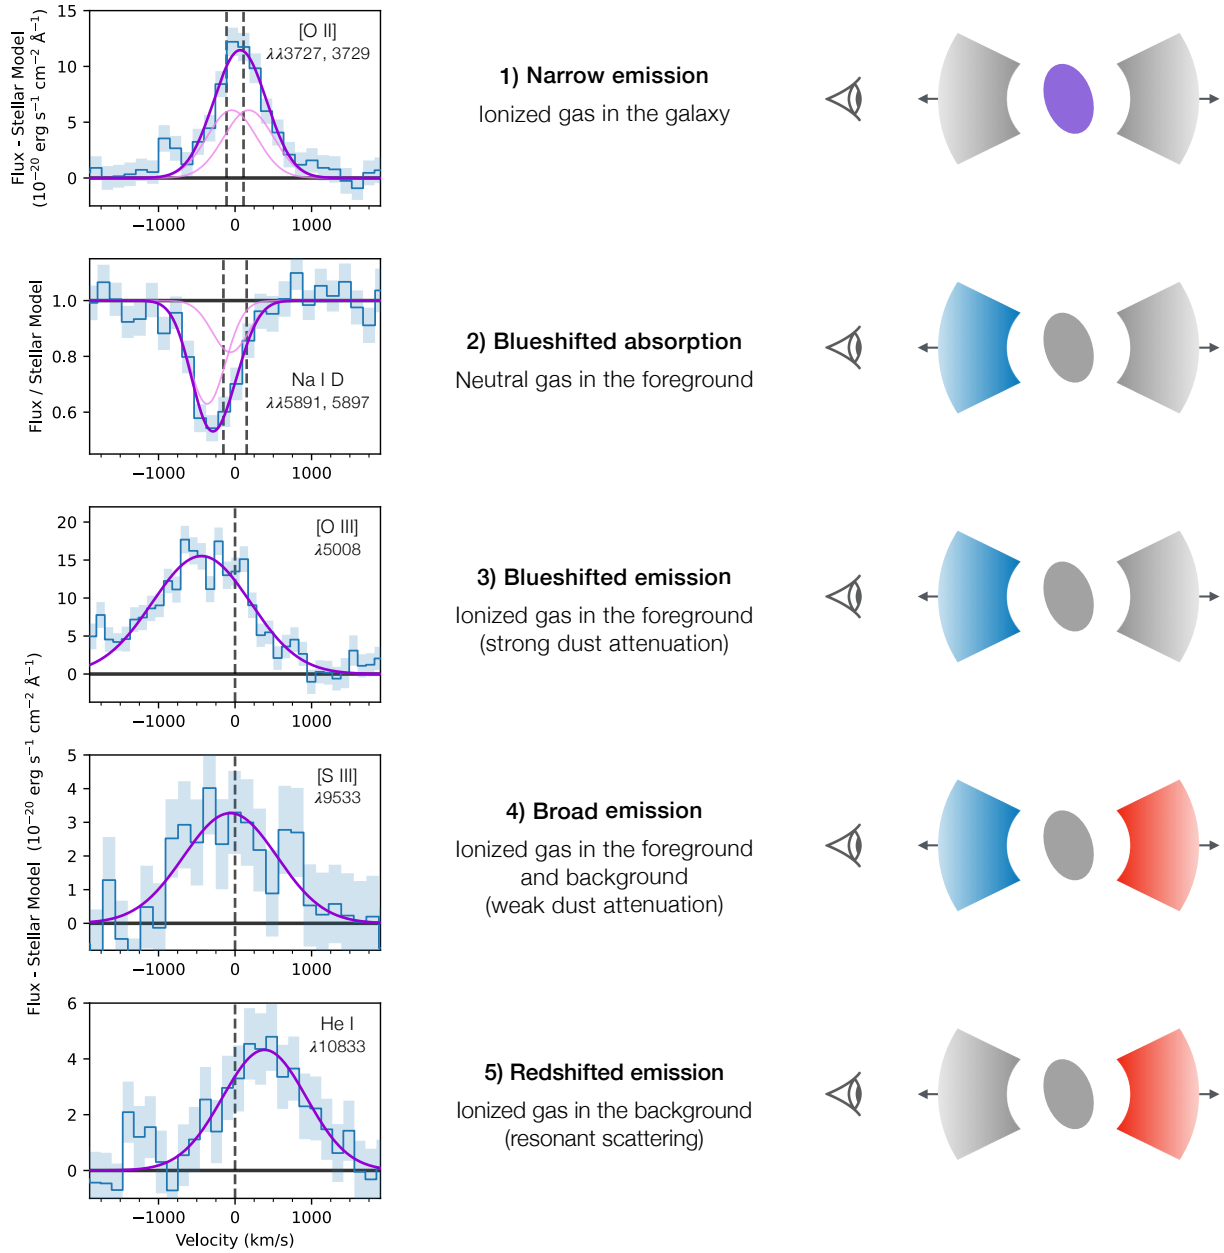 15
10
5
0
−1000 0 1000
Flux - Stellar Model
(10⁻²⁰ erg s⁻¹ cm⁻² Å⁻¹)
[O II]
λλ3727, 3729
1) Narrow emission
Ionized gas in the galaxy
1.0
0.8
0.6
−1000 0 1000
Flux / Stellar Model
Na I D
λλ5891, 5897
2) Blueshifted absorption
Neutral gas in the foreground
20
15
10
5
0
−1000 0 1000
[O III]
λ5008
3) Blueshifted emission
Ionized gas in the foreground
(strong dust attenuation)
Flux - Stellar Model (10⁻²⁰ erg s⁻¹ cm⁻² Å⁻¹)
5
4
3
2
1
0
−1000 0 1000
[S III]
λ9533
4) Broad emission
Ionized gas in the foreground
and background
(weak dust attenuation)
6
4
2
0
−1000 0 1000
Velocity (km/s)
He I
λ10833
5) Redshifted emission
Ionized gas in the background
(resonant scattering)